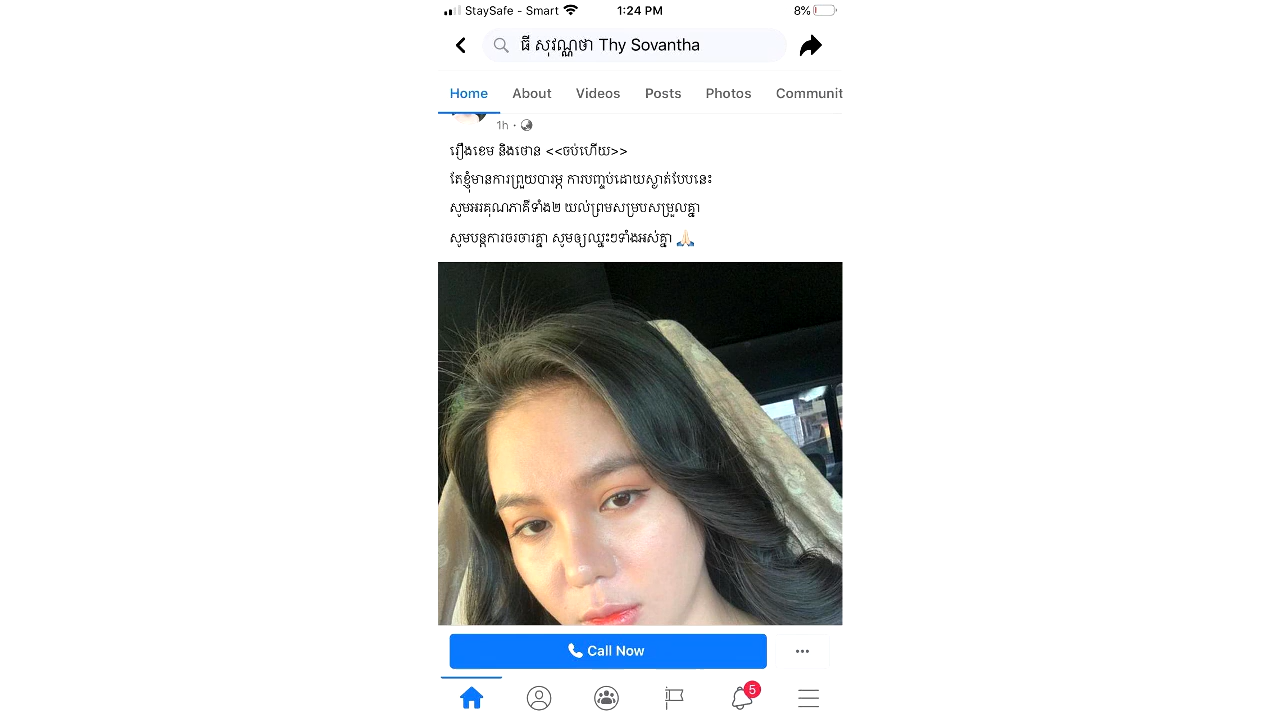 StaySafe - Smart 1:24 PM 8%
ធី សុវណ្ណថា Thy Sovantha
Home About Videos Posts Photos Communit
1h ·
រឿងខេម និងថោន <<ចប់ហើយ>>
តែខ្ញុំមានការព្រួយបារម្ភ ការបញ្ចប់ដោយស្ងាត់បែបនេះ
សូមអរគុណភាគីទាំង២ យល់ព្រមសម្របសម្រួលគ្នា
សូមបន្តការចរចារគ្នា សូមឲ្យឈ្នះៗទាំងអស់គ្នា 🙏🏻
Call Now
5